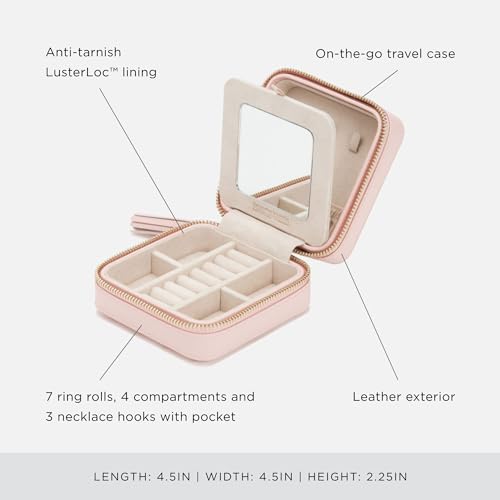 Anti-tarnish
LusterLoc™ lining
On-the-go travel case
7 ring rolls, 4 compartments and
3 necklace hooks with pocket
Leather exterior
LENGTH: 4.5IN | WIDTH: 4.5IN | HEIGHT: 2.25IN